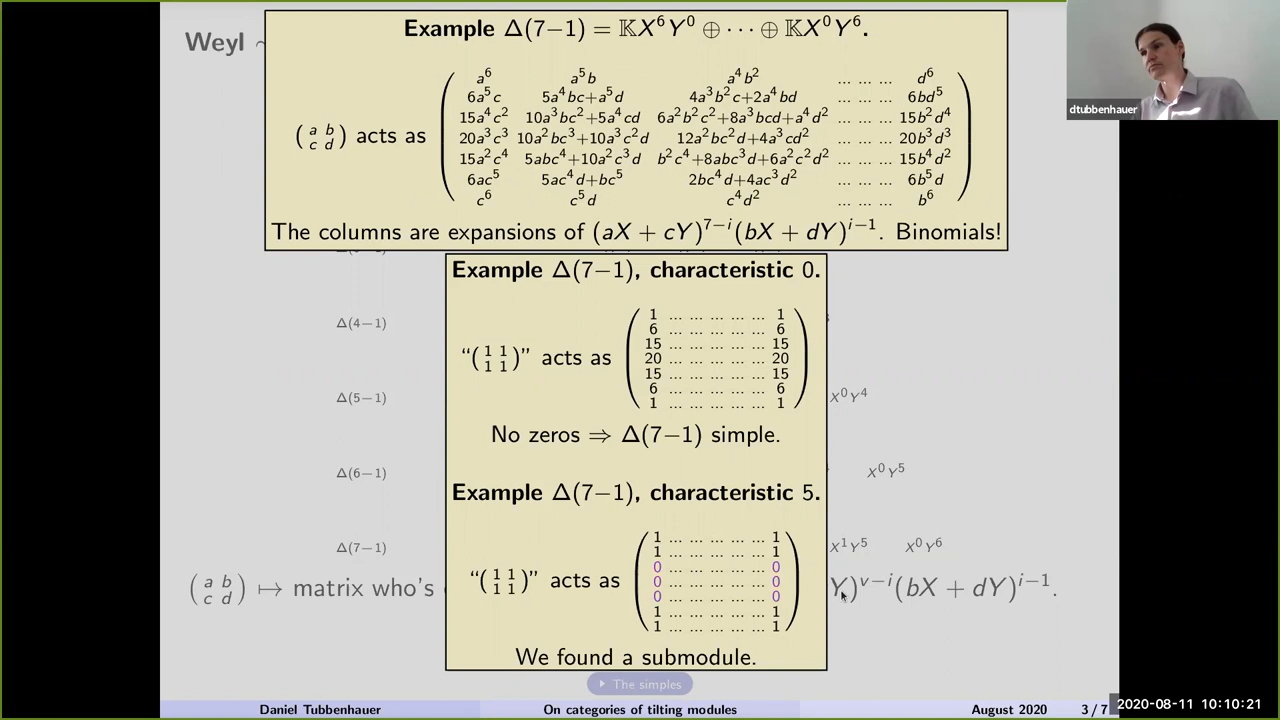 Weyl ~
Example Δ(7−1) = 𝕂X⁶Y⁰ ⊕ ⋯ ⊕ 𝕂X⁰Y⁶.
a⁶ a⁵b a⁴b² ... ... ... d⁶
6a⁵c 5a⁴bc+a⁵d 4a³b²c+2a⁴bd ... ... ... 6bd⁵
15a⁴c² 10a³bc²+5a⁴cd 6a²b²c²+8a³bcd+a⁴d² ... ... ... 15b²d⁴
(a b c d) acts as 20a³c³ 10a²bc³+10a³c²d 12a²bc²d+4a³cd² ... ... ... 20b³d³
15a²c⁴ 5abc⁴+10a²c³d b²c⁴+8abc³d+6a²c²d² ... ... ... 15b⁴d²
6ac⁵ 5ac⁴d+bc⁵ 2bc⁴d+4ac³d² ... ... ... 6b⁵d
c⁶ c⁵d c⁴d² ... ... ... b⁶
The columns are expansions of (aX + cY)⁷⁻ⁱ(bX + dY)ⁱ⁻¹. Binomials!
dtubbenhauer
Example Δ(7−1), characteristic 0.
1 ... ... ... ... ... 1
6 ... ... ... ... ... 6
15 ... ... ... ... ... 15
“(1 1 1 1)” acts as 20 ... ... ... ... ... 20
15 ... ... ... ... ... 15
6 ... ... ... ... ... 6
1 ... ... ... ... ... 1
No zeros ⇒ Δ(7−1) simple.
Example Δ(7−1), characteristic 5.
1 ... ... ... ... ... 1
1 ... ... ... ... ... 1
0 ... ... ... ... ... 0
“(1 1 1 1)” acts as 0 ... ... ... ... ... 0
0 ... ... ... ... ... 0
1 ... ... ... ... ... 1
1 ... ... ... ... ... 1
We found a submodule.
Δ(4−1)
Δ(5−1) X⁰Y⁴
Δ(6−1) X⁰Y⁵
Δ(7−1) X¹Y⁵ X⁰Y⁶
(a b c d) ↦ matrix who's Y)ᵛ⁻ⁱ(bX + dY)ⁱ⁻¹.
The simples
Daniel Tubbenhauer On categories of tilting modules August 2020 3 / 7
2020-08-11 10:10:21